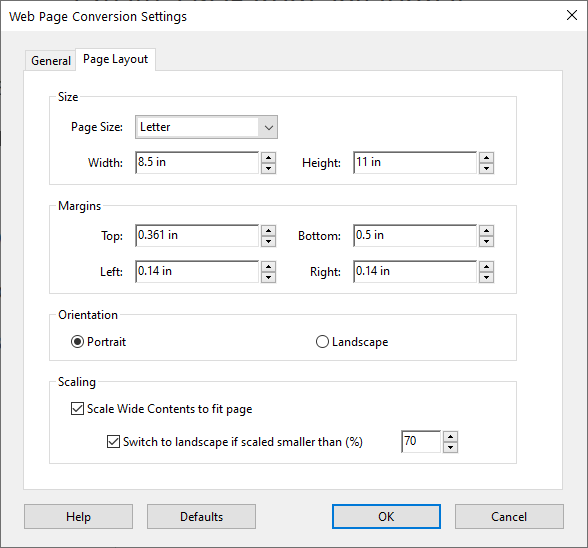 Web Page Conversion Settings
General Page Layout
Size
Page Size: Letter
Width: 8.5 in Height: 11 in
Margins
Top: 0.361 in Bottom: 0.5 in
Left: 0.14 in Right: 0.14 in
Orientation
Portrait Landscape
Scaling
Scale Wide Contents to fit page
Switch to landscape if scaled smaller than (%) 70
Help Defaults OK Cancel